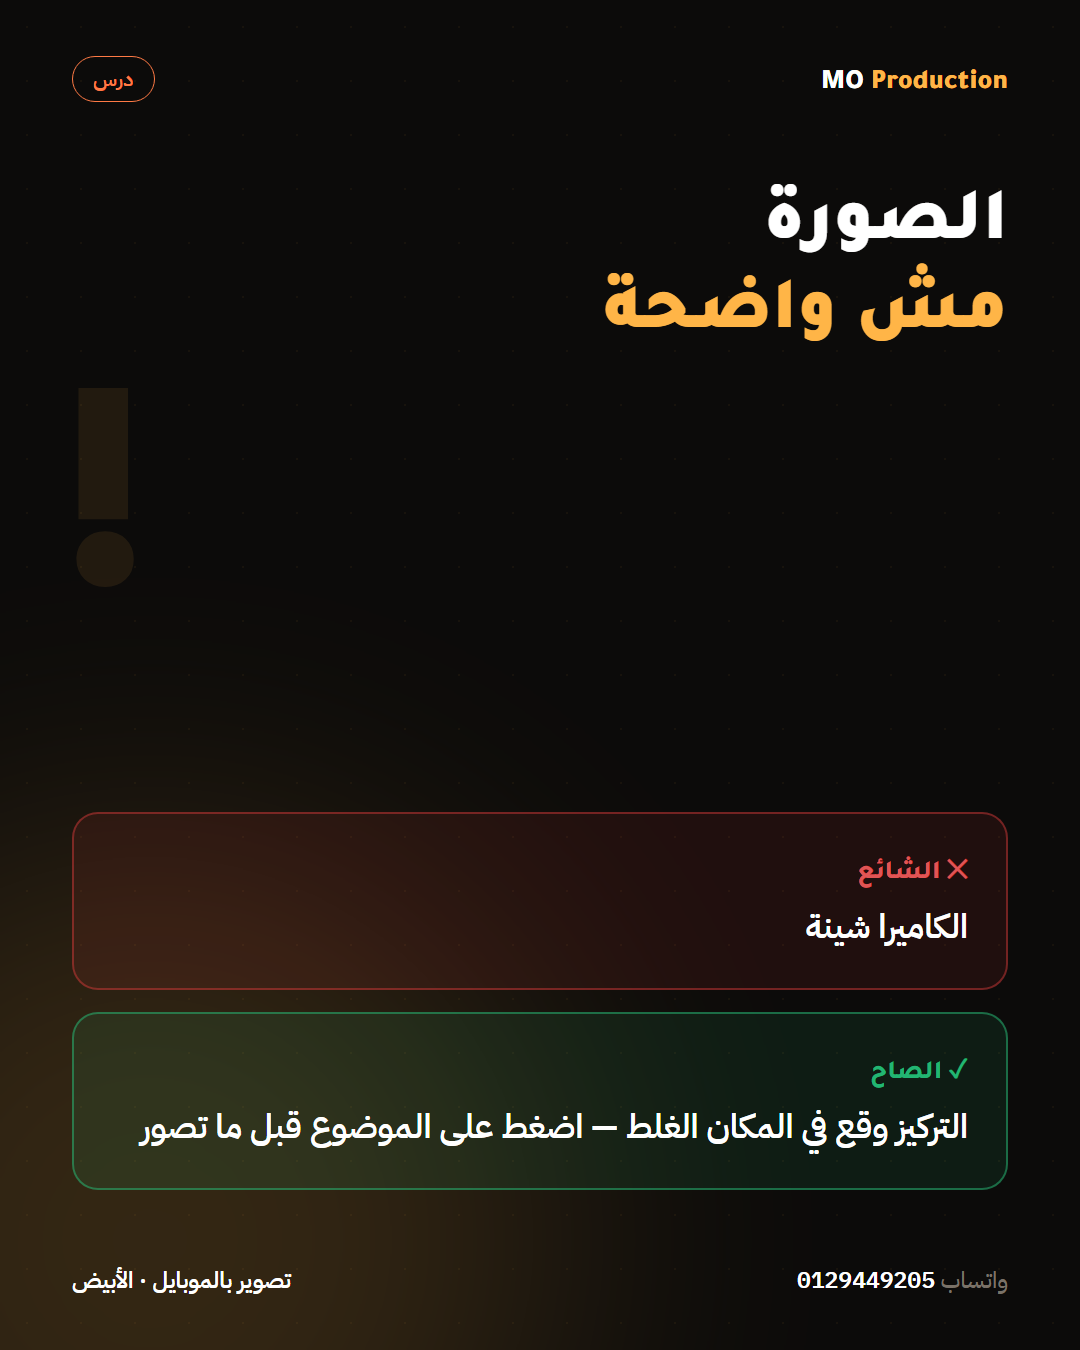 MO Production
درس
الصورة
مش واضحة
!
✕ الشائع
الكاميرا شينة
✓ الصاح
التركيز وقع في المكان الغلط — اضغط على الموضوع قبل ما تصور
واتساب 0129449205
تصوير بالموبايل · الأبيض